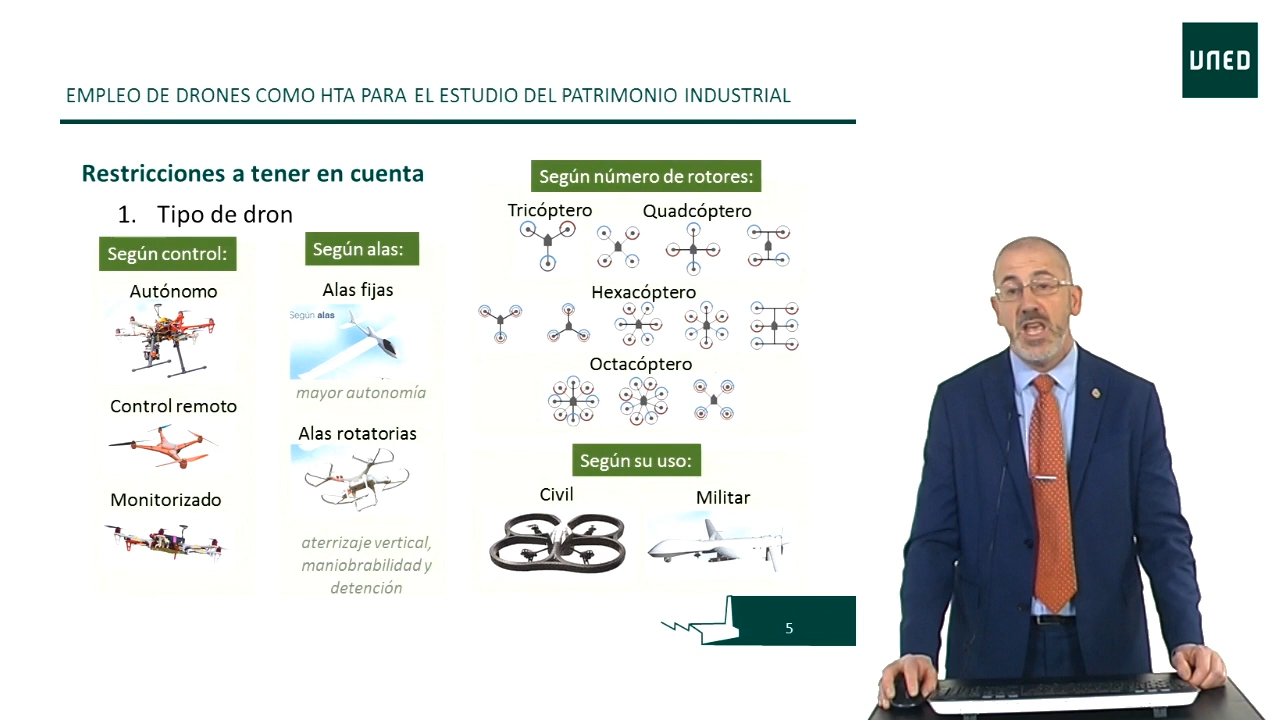 UNED
EMPLEO DE DRONES COMO HTA PARA EL ESTUDIO DEL PATRIMONIO INDUSTRIAL
Restricciones a tener en cuenta
1. Tipo de dron
Según control:
Autónomo
Control remoto
Monitorizado
Según alas:
Alas fijas
Según alas
mayor autonomía
Alas rotatorias
aterrizaje vertical,
maniobrabilidad y
detención
Según número de rotores:
Tricóptero Quadcóptero
Hexacóptero
Octacóptero
Según su uso:
Civil Militar
5